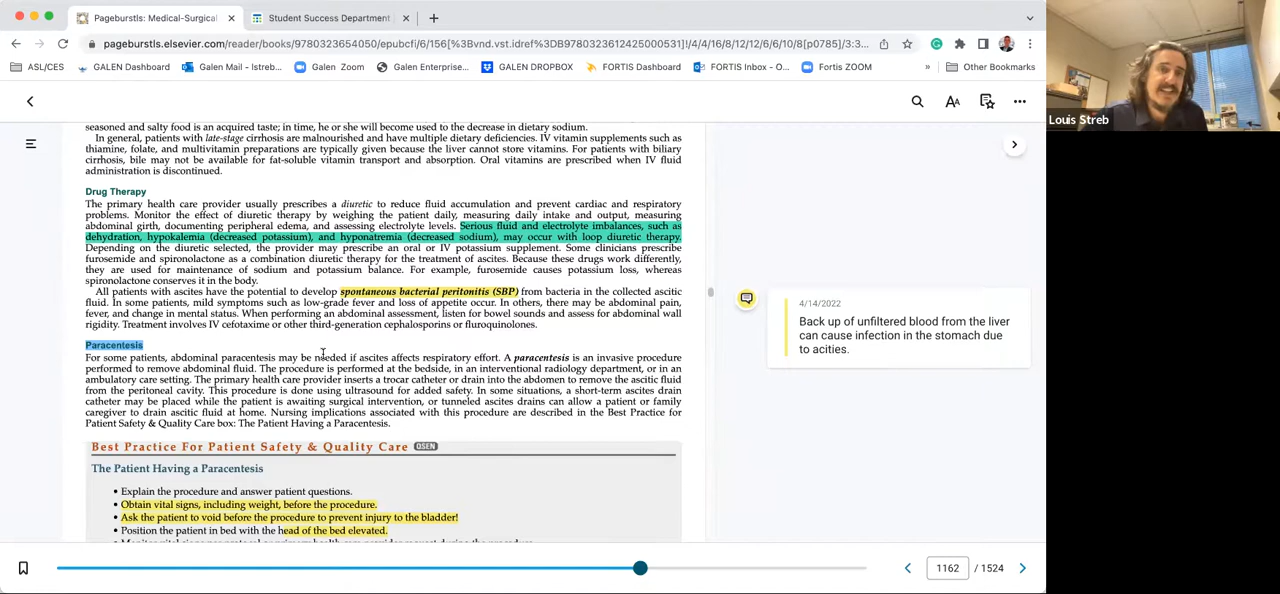 Pageburstls: Medical-Surgical
Student Success Department
pageburstls.elsevier.com/reader/books/9780323654050/epubcfi/6/156[%3Bvnd.vst.idref%3DB9780323612425000531]!/4/4/16/8/12/12/6/6/10/8[p0785]/3:3...
ASL/CES
GALEN Dashboard
Galen Mail - lstreb...
Galen Zoom
Galen Enterprise...
GALEN DROPBOX
FORTIS Dashboard
FORTIS Inbox - O...
Fortis ZOOM
»
Other Bookmarks
Louis Streb
AA
seasoned and salty food is an acquired taste; in time, he or she will become used to the decrease in dietary sodium.
In general, patients with late-stage cirrhosis are malnourished and have multiple dietary deficiencies. IV vitamin supplements such as
thiamine, folate, and multivitamin preparations are typically given because the liver cannot store vitamins. For patients with biliary
cirrhosis, bile may not be available for fat-soluble vitamin transport and absorption. Oral vitamins are prescribed when IV fluid
administration is discontinued.
Drug Therapy
The primary health care provider usually prescribes a diuretic to reduce fluid accumulation and prevent cardiac and respiratory
problems. Monitor the effect of diuretic therapy by weighing the patient daily, measuring daily intake and output, measuring
abdominal girth, documenting peripheral edema, and assessing electrolyte levels. Serious fluid and electrolyte imbalances, such as
dehydration, hypokalemia (decreased potassium), and hyponatremia (decreased sodium), may occur with loop diuretic therapy.
Depending on the diuretic selected, the provider may prescribe an oral or IV potassium supplement. Some clinicians prescribe
furosemide and spironolactone as a combination diuretic therapy for the treatment of ascites. Because these drugs work differently,
they are used for maintenance of sodium and potassium balance. For example, furosemide causes potassium loss, whereas
spironolactone conserves it in the body.
All patients with ascites have the potential to develop spontaneous bacterial peritonitis (SBP) from bacteria in the collected ascitic
fluid. In some patients, mild symptoms such as low-grade fever and loss of appetite occur. In others, there may be abdominal pain,
fever, and change in mental status. When performing an abdominal assessment, listen for bowel sounds and assess for abdominal wall
rigidity. Treatment involves IV cefotaxime or other third-generation cephalosporins or fluroquinolones.
4/14/2022
Back up of unfiltered blood from the liver
can cause infection in the stomach due
to acities.
Paracentesis
For some patients, abdominal paracentesis may be needed if ascites affects respiratory effort. A paracentesis is an invasive procedure
performed to remove abdominal fluid. The procedure is performed at the bedside, in an interventional radiology department, or in an
ambulatory care setting. The primary health care provider inserts a trocar catheter or drain into the abdomen to remove the ascitic fluid
from the peritoneal cavity. This procedure is done using ultrasound for added safety. In some situations, a short-term ascites drain
catheter may be placed while the patient is awaiting surgical intervention, or tunneled ascites drains can allow a patient or family
caregiver to drain ascitic fluid at home. Nursing implications associated with this procedure are described in the Best Practice for
Patient Safety & Quality Care box: The Patient Having a Paracentesis.
Best Practice For Patient Safety & Quality Care QSEN
The Patient Having a Paracentesis
• Explain the procedure and answer patient questions.
• Obtain vital signs, including weight, before the procedure.
• Ask the patient to void before the procedure to prevent injury to the bladder!
• Position the patient in bed with the head of the bed elevated.
1162 / 1524